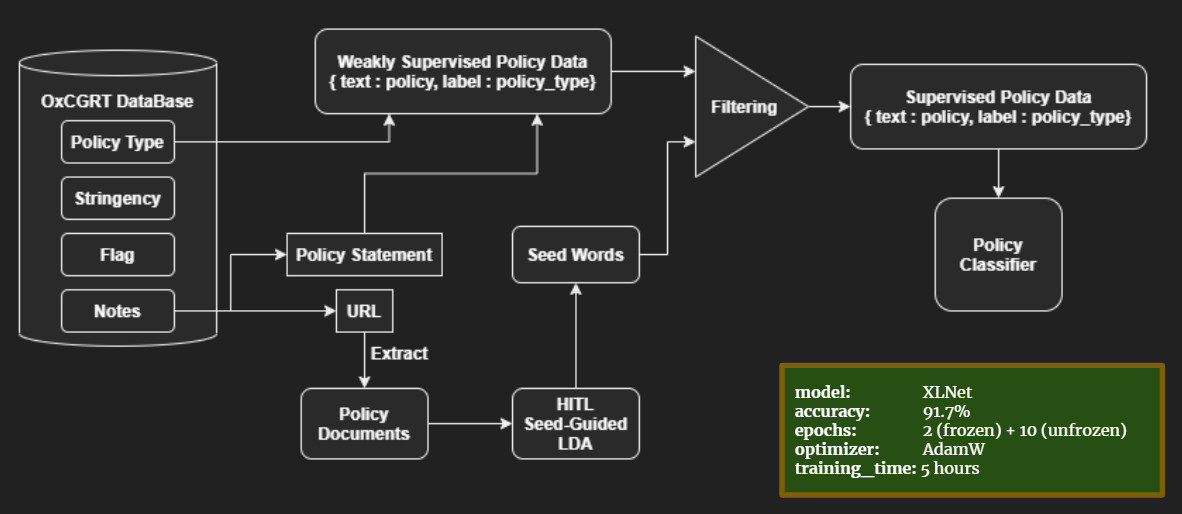 OxCGRT DataBase
Policy Type
Stringency
Flag
Notes
Weakly Supervised Policy Data
{ text : policy, label : policy_type}
Policy Statement
URL
Extract
Policy
Documents
HITL
Seed-Guided
LDA
Seed Words
Filtering
Supervised Policy Data
{ text : policy, label : policy_type}
Policy
Classifier
model: XLNet
accuracy: 91.7%
epochs: 2 (frozen) + 10 (unfrozen)
optimizer: AdamW
training_time: 5 hours